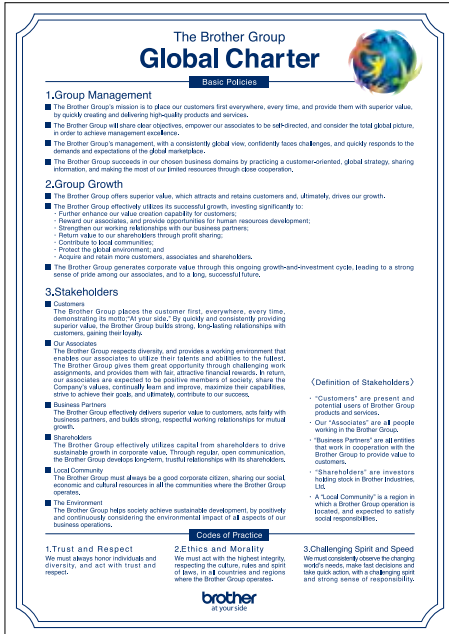 The Brother Group
Global Charter
Basic Policies
1.Group Management
■ The Brother Group's mission is to place our customers first everywhere, every time, and provide them with superior value,
by quickly creating and delivering high-quality products and services.
■ The Brother Group will share clear objectives, empower our associates to be self-directed, and consider the total global picture,
in order to achieve management excellence.
■ The Brother Group's management, with a consistently global view, confidently faces challenges, and quickly responds to the
demands and expectations of the global marketplace.
■ The Brother Group succeeds in our chosen business domains by practicing a customer-oriented, global strategy, sharing
information, and making the most of our limited resources through close cooperation.
2.Group Growth
■ The Brother Group offers superior value, which attracts and retains customers and, ultimately, drives our growth.
■ The Brother Group effectively utilizes its successful growth, investing significantly to:
· Further enhance our value creation capability for customers;
· Reward our associates, and provide opportunities for human resources development;
· Strengthen our working relationships with our business partners;
· Return value to our shareholders through profit sharing;
· Contribute to local communities;
· Protect the global environment; and
· Acquire and retain more customers, associates and shareholders.
■ The Brother Group generates corporate value through this ongoing growth-and-investment cycle, leading to a strong
sense of pride among our associates, and to a long, successful future.
3.Stakeholders
■ Customers
The Brother Group places the customer first, everywhere, every time,
demonstrating its motto;"At your side." By quickly and consistently providing
superior value, the Brother Group builds strong, long-lasting relationships with
customers, gaining their loyalty.
■ Our Associates
The Brother Group respects diversity, and provides a working environment that
enables our associates to utilize their talents and abilities to the fullest.
The Brother Group gives them great opportunity through challenging work
assignments, and provides them with fair, attractive financial rewards. In return,
our associates are expected to be positive members of society, share the
Company's values, continually learn and improve, maximize their capabilities,
strive to achieve their goals, and ultimately, contribute to our success.
■ Business Partners
The Brother Group effectively delivers superior value to customers, acts fairly with
business partners, and builds strong, respectful working relationships for mutual
growth.
■ Shareholders
The Brother Group effectively utilizes capital from shareholders to drive
sustainable growth in corporate value. Through regular, open communication,
the Brother Group develops long-term, trustful relationships with its shareholders.
■ Local Community
The Brother Group must always be a good corporate citizen, sharing our social,
economic and cultural resources in all the communities where the Brother Group
operates.
■ The Environment
The Brother Group helps society achieve sustainable development, by positively
and continuously considering the environmental impact of all aspects of our
business operations.
〈Definition of Stakeholders〉
· "Customers" are present and
potential users of Brother Group
products and services.
· Our "Associates" are all people
working in the Brother Group.
· "Business Partners" are all entities
that work in cooperation with the
Brother Group to provide value to
customers.
· "Shareholders" are investors
holding stock in Brother Industries,
Ltd.
· A "Local Community" is a region in
which a Brother Group operation is
located, and expected to satisfy
social responsibilities.
Codes of Practice
1.Trust and Respect
We must always honor individuals and
diversity, and act with trust and
respect.
2.Ethics and Morality
We must act with the highest integrity,
respecting the culture, rules and spirit
of laws, in all countries and regions
where the Brother Group operates.
3.Challenging Spirit and Speed
We must consistently observe the changing
world's needs, make fast decisions and
take quick action, with a challenging spirit
and strong sense of responsibility.
brother
at your side